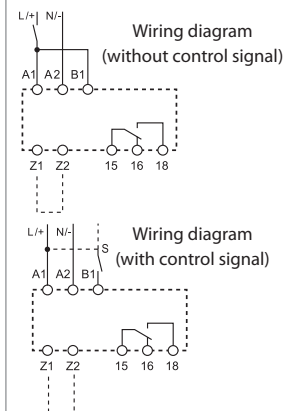 L/+ N/-
Wiring diagram
(without control signal)
A1 A2 B1
Z1 Z2 15 16 18
L/+ N/-
Wiring diagram
(with control signal)
S
A1 A2 B1
Z1 Z2 15 16 18